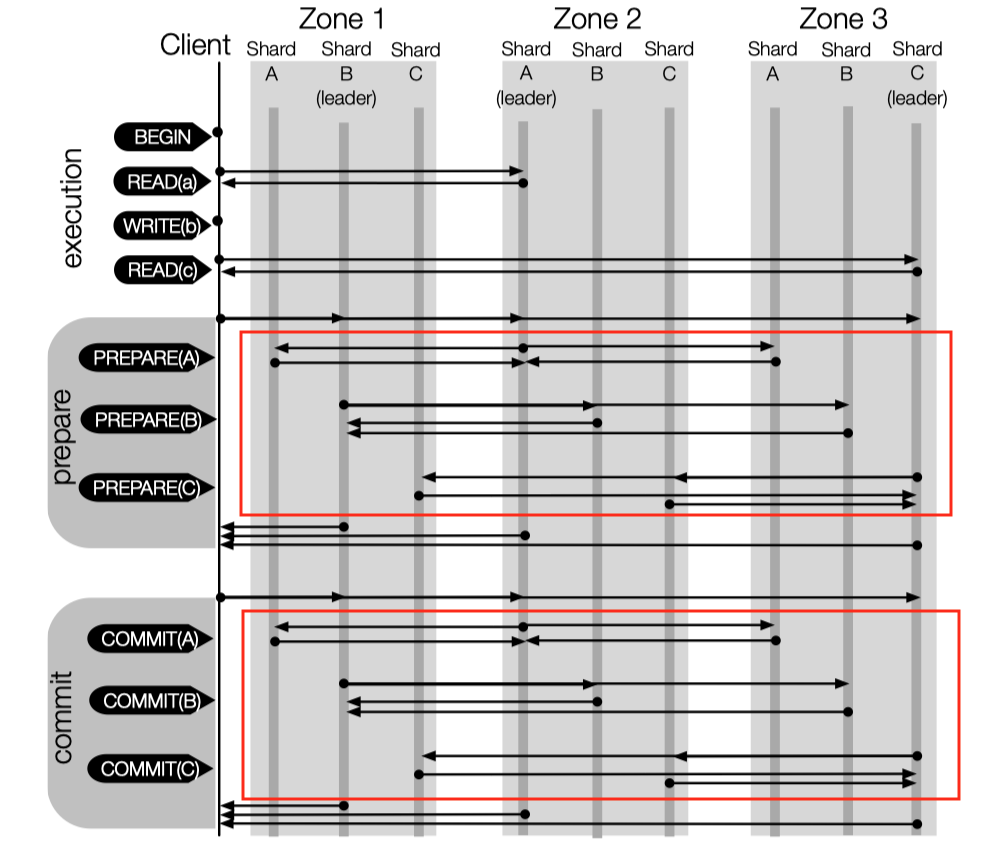 Zone 1 Zone 2 Zone 3
Client Shard Shard Shard Shard Shard Shard Shard Shard Shard
A B C A B C A B C
(leader) (leader) (leader)
execution
BEGIN
READ(a)
WRITE(b)
READ(c)
prepare
PREPARE(A)
PREPARE(B)
PREPARE(C)
commit
COMMIT(A)
COMMIT(B)
COMMIT(C)